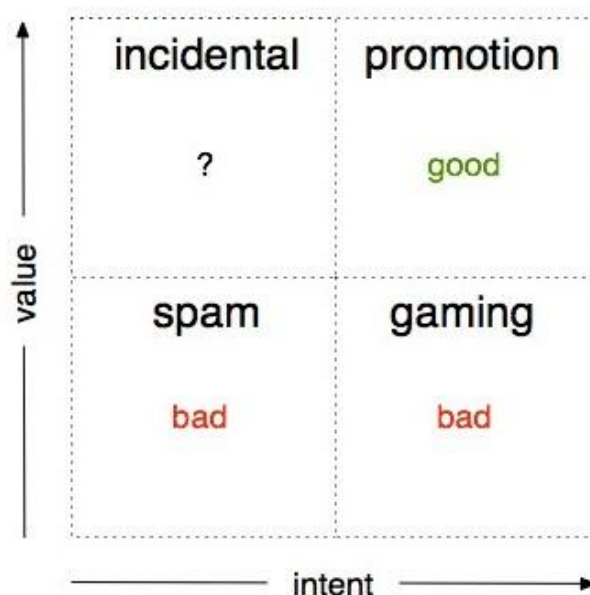 incidental
promotion
?
good
value
spam
gaming
bad
bad
intent